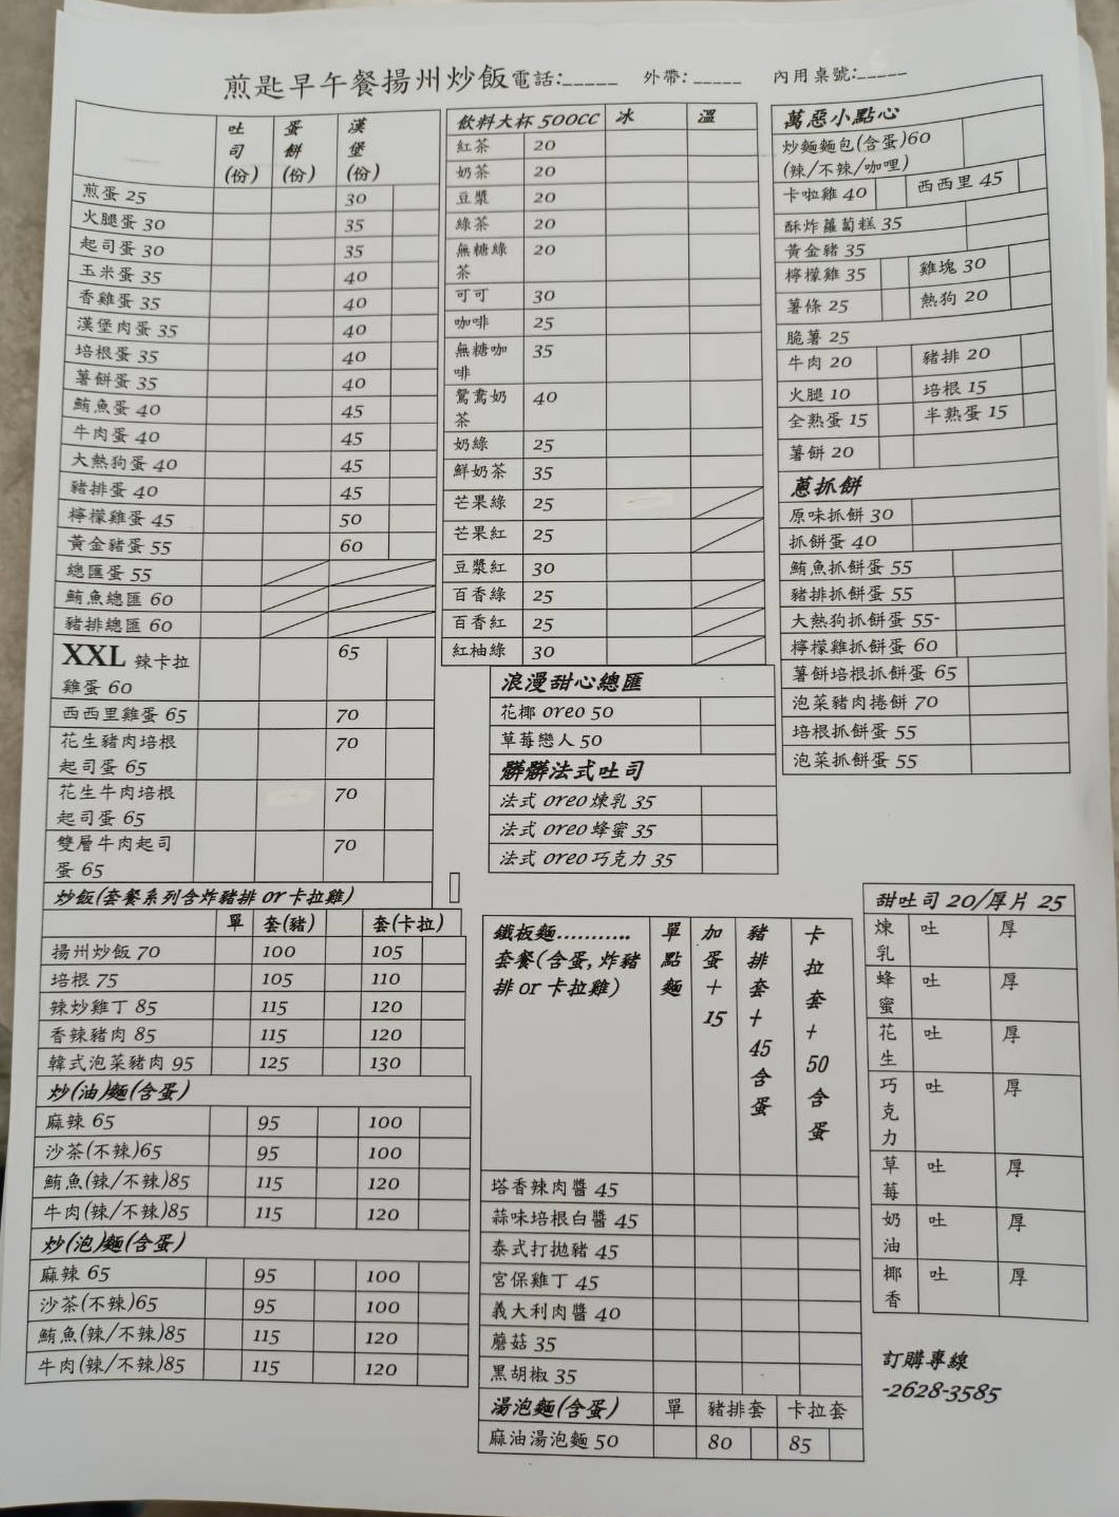 煎匙早午餐揚州炒飯電話:_____ 外帶: _____ 內用桌號:_____
吐司(份) 蛋餅(份) 漢堡(份)
煎蛋 25 30
火腿蛋 30 35
起司蛋 30 35
玉米蛋 35 40
香雞蛋 35 40
漢堡肉蛋 35 40
培根蛋 35 40
薯餅蛋 35 40
鮪魚蛋 40 45
牛肉蛋 40 45
大熱狗蛋 40 45
豬排蛋 40 45
檸檬雞蛋 45 50
黃金豬蛋 55 60
總匯蛋 55
鮪魚總匯 60
豬排總匯 60
XXL 辣卡拉 65
雞蛋 60
西西里雞蛋 65 70
花生豬肉培根 70
起司蛋 65
花生牛肉培根 70
起司蛋 65
雙層牛肉起司 70
蛋 65
炒飯(套餐系列含炸豬排 or 卡拉雞)
單 套(豬) 套(卡拉)
揚州炒飯 70 100 105
培根 75 105 110
辣炒雞丁 85 115 120
香辣豬肉 85 115 120
韓式泡菜豬肉 95 125 130
炒(油)麵(含蛋)
麻辣 65 95 100
沙茶(不辣)65 95 100
鮪魚(辣/不辣)85 115 120
牛肉(辣/不辣)85 115 120
炒(泡)麵(含蛋)
麻辣 65 95 100
沙茶(不辣)65 95 100
鮪魚(辣/不辣)85 115 120
牛肉(辣/不辣)85 115 120
飲料大杯 500CC 冰 溫
紅茶 20
奶茶 20
豆漿 20
綠茶 20
無糖綠茶 20
可可 30
咖啡 25
無糖咖啡 35
鴛鴦奶茶 40
奶綠 25
鮮奶茶 35
芒果綠 25
芒果紅 25
豆漿紅 30
百香綠 25
百香紅 25
紅柚綠 30
浪漫甜心總匯
花椰 oreo 50
草莓戀人 50
髒髒法式吐司
法式 oreo 煉乳 35
法式 oreo 蜂蜜 35
法式 oreo 巧克力 35
鐵板麵………..
套餐(含蛋, 炸豬
排 or 卡拉雞)
單點麵 加蛋+15 豬排套+45含蛋 卡拉套+50含蛋
塔香辣肉醬 45
蒜味培根白醬 45
泰式打拋豬 45
宮保雞丁 45
義大利肉醬 40
蘑菇 35
黑胡椒 35
湯泡麵(含蛋) 單 豬排套 卡拉套
麻油湯泡麵 50 80 85
萬惡小點心
炒麵麵包(含蛋)60
(辣/不辣/咖哩)
卡啦雞 40 西西里 45
酥炸蘿蔔糕 35
黃金豬 35
檸檬雞 35 雞塊 30
薯條 25 熱狗 20
脆薯 25
牛肉 20 豬排 20
火腿 10 培根 15
全熟蛋 15 半熟蛋 15
薯餅 20
蔥抓餅
原味抓餅 30
抓餅蛋 40
鮪魚抓餅蛋 55
豬排抓餅蛋 55
大熱狗抓餅蛋 55-
檸檬雞抓餅蛋 60
薯餅培根抓餅蛋 65
泡菜豬肉捲餅 70
培根抓餅蛋 55
泡菜抓餅蛋 55
甜吐司 20/厚片 25
煉乳 吐 厚
蜂蜜 吐 厚
花生 吐 厚
巧克力 吐 厚
草莓 吐 厚
奶油 吐 厚
椰香 吐 厚
訂購專線
-2628-3585